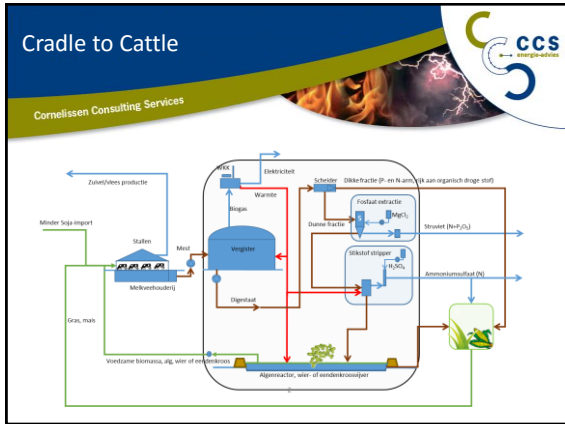 Cradle to Cattle
CCS
energie-advies
Cornelissen Consulting Services
WKK
Elektriciteit
Zuivel/vlees productie
Scheider
Dikke fractie (P- en N-arm, rijk aan organisch droge stof)
Warmte
Fosfaat extractie
Biogas
MgCl₂
Minder Soja-import
Dunne fractie
Struviet (N+P₂O₅)
Stallen
Mest
Vergister
Stikstof stripper
H₂SO₄
Melkveehouderij
Ammoniumsulfaat (N)
Digestaat
Gras, mais
Voedzame biomassa, alg, wier of eendenkroos
Algenreactor, wier- of eendenkroosvijver